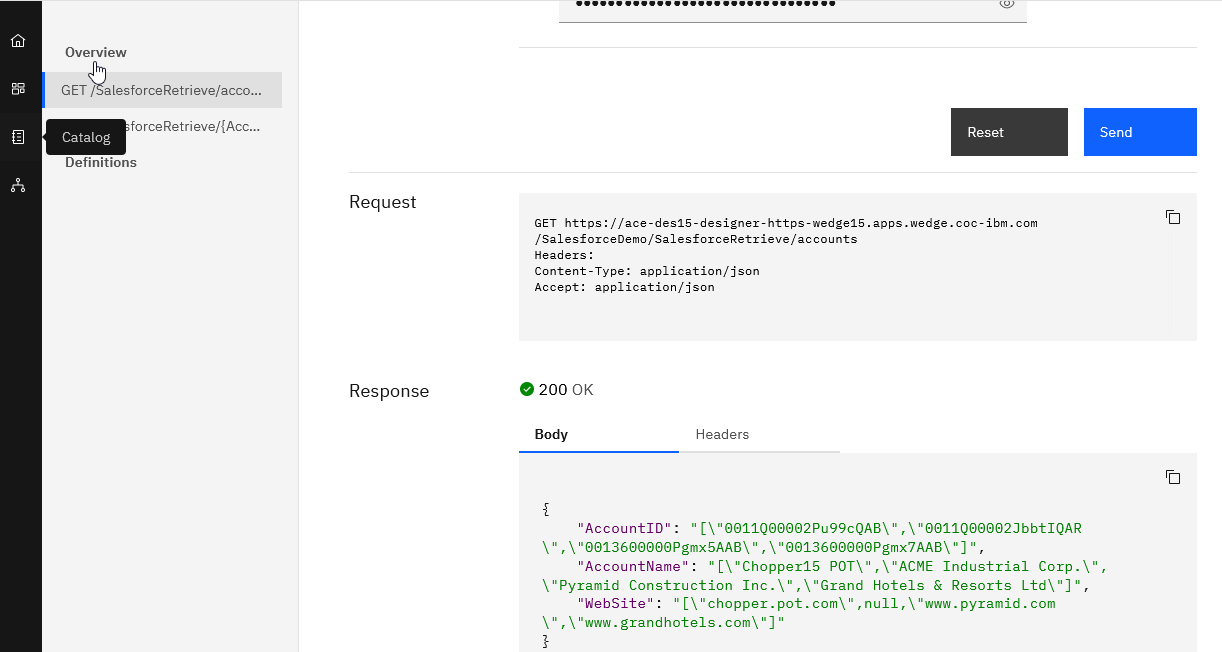 Overview
GET /SalesforceRetrieve/acco...
sforceRetrieve/{Acc...
Catalog
Definitions
Reset
Send
Request
GET https://ace-des15-designer-https-wedge15.apps.wedge.coc-ibm.com
/SalesforceDemo/SalesforceRetrieve/accounts
Headers:
Content-Type: application/json
Accept: application/json
Response
200 OK
Body
Headers
{
"AccountID": "[\"0011Q00002Pu99cQAB\",\"0011Q00002JbbtIQAR
\",\"0013600000Pgmx5AAB\",\"0013600000Pgmx7AAB\"]",
"AccountName": "[\"Chopper15 POT\",\"ACME Industrial Corp.\",
\"Pyramid Construction Inc.\",\"Grand Hotels & Resorts Ltd\"]",
"WebSite": "[\"chopper.pot.com\",null,\"www.pyramid.com
\",\"www.grandhotels.com\"]"
}